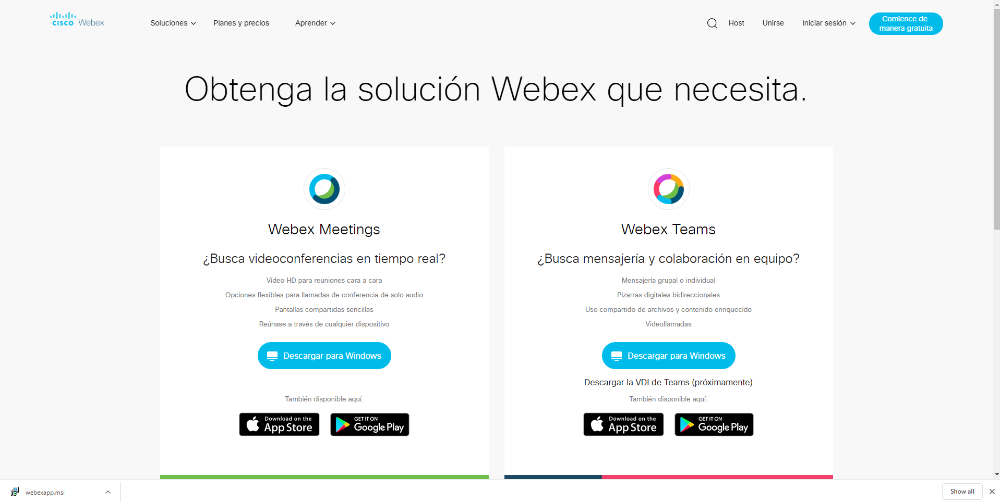 CISCO Webex
Soluciones
Planes y precios
Aprender
Host
Unirse
Iniciar sesión
Comience de
manera gratuita
Obtenga la solución Webex que necesita.
Webex Meetings
¿Busca videoconferencias en tiempo real?
Video HD para reuniones cara a cara
Opciones flexibles para llamadas de conferencia de solo audio
Pantallas compartidas sencillas
Reúnase a través de cualquier dispositivo
Descargar para Windows
También disponible aquí:
Download on the
App Store
GET IT ON
Google Play
Webex Teams
¿Busca mensajería y colaboración en equipo?
Mensajería grupal o individual
Pizarras digitales bidireccionales
Uso compartido de archivos y contenido enriquecido
Videollamadas
Descargar para Windows
Descargar la VDI de Teams (próximamente)
También disponible aquí:
Download on the
App Store
GET IT ON
Google Play
webexapp.msi
Show all